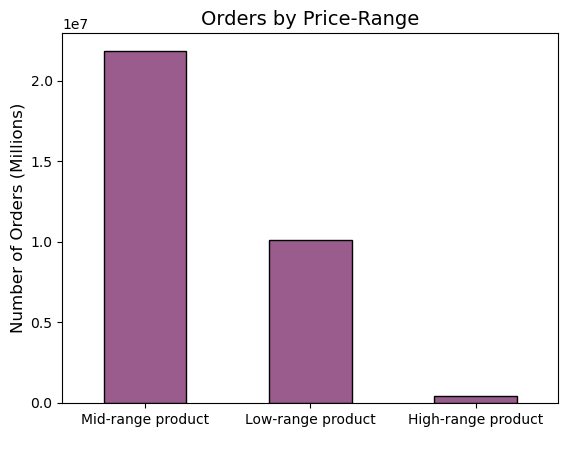 Orders by Price-Range
1e7
Number of Orders (Millions)
2.0
1.5
1.0
0.5
0.0
Mid-range product
Low-range product
High-range product